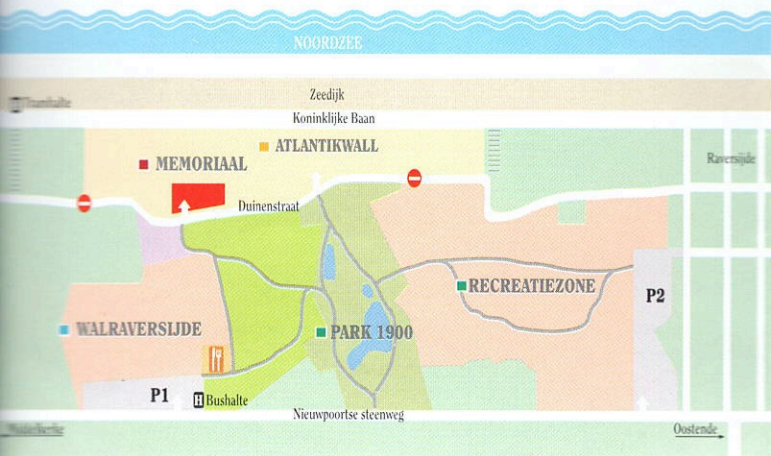 NOORDZEE
Zeedijk
Tramhalte
Koninklijke Baan
ATLANTIKWALL
MEMORIAAL
Raversijde
Duinenstraat
RECREATIEZONE
P2
WALRAVERSIJDE
PARK 1900
P1
H Bushalte
Nieuwpoortse steenweg
Oostende